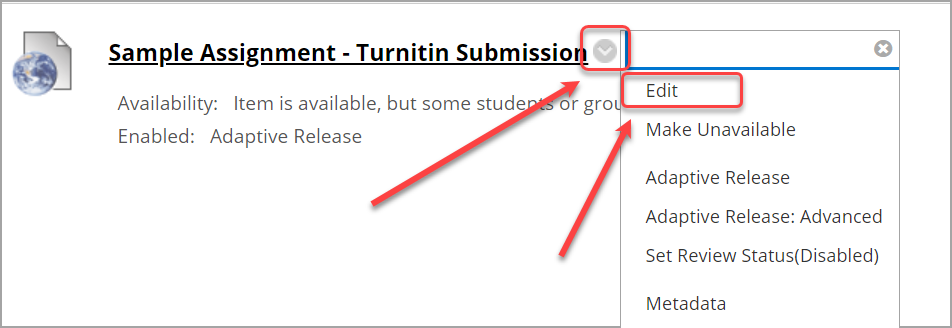 Sample Assignment - Turnitin Submission
Availability: Item is available, but some students or grou
Enabled: Adaptive Release
Edit
Make Unavailable
Adaptive Release
Adaptive Release: Advanced
Set Review Status(Disabled)
Metadata